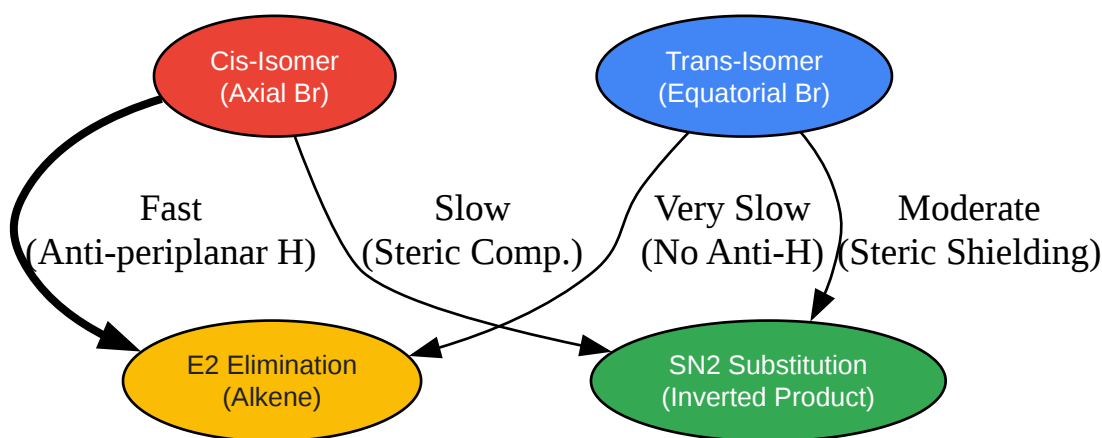 Cis-Isomer
(Axial Br)
Trans-Isomer
(Equatorial Br)
Fast
(Anti-periplanar H)
Slow
(Steric Comp.)
Very Slow
(No Anti-H)
Moderate
(Steric Shielding)
E2 Elimination
(Alkene)
SN2 Substitution
(Inverted Product)